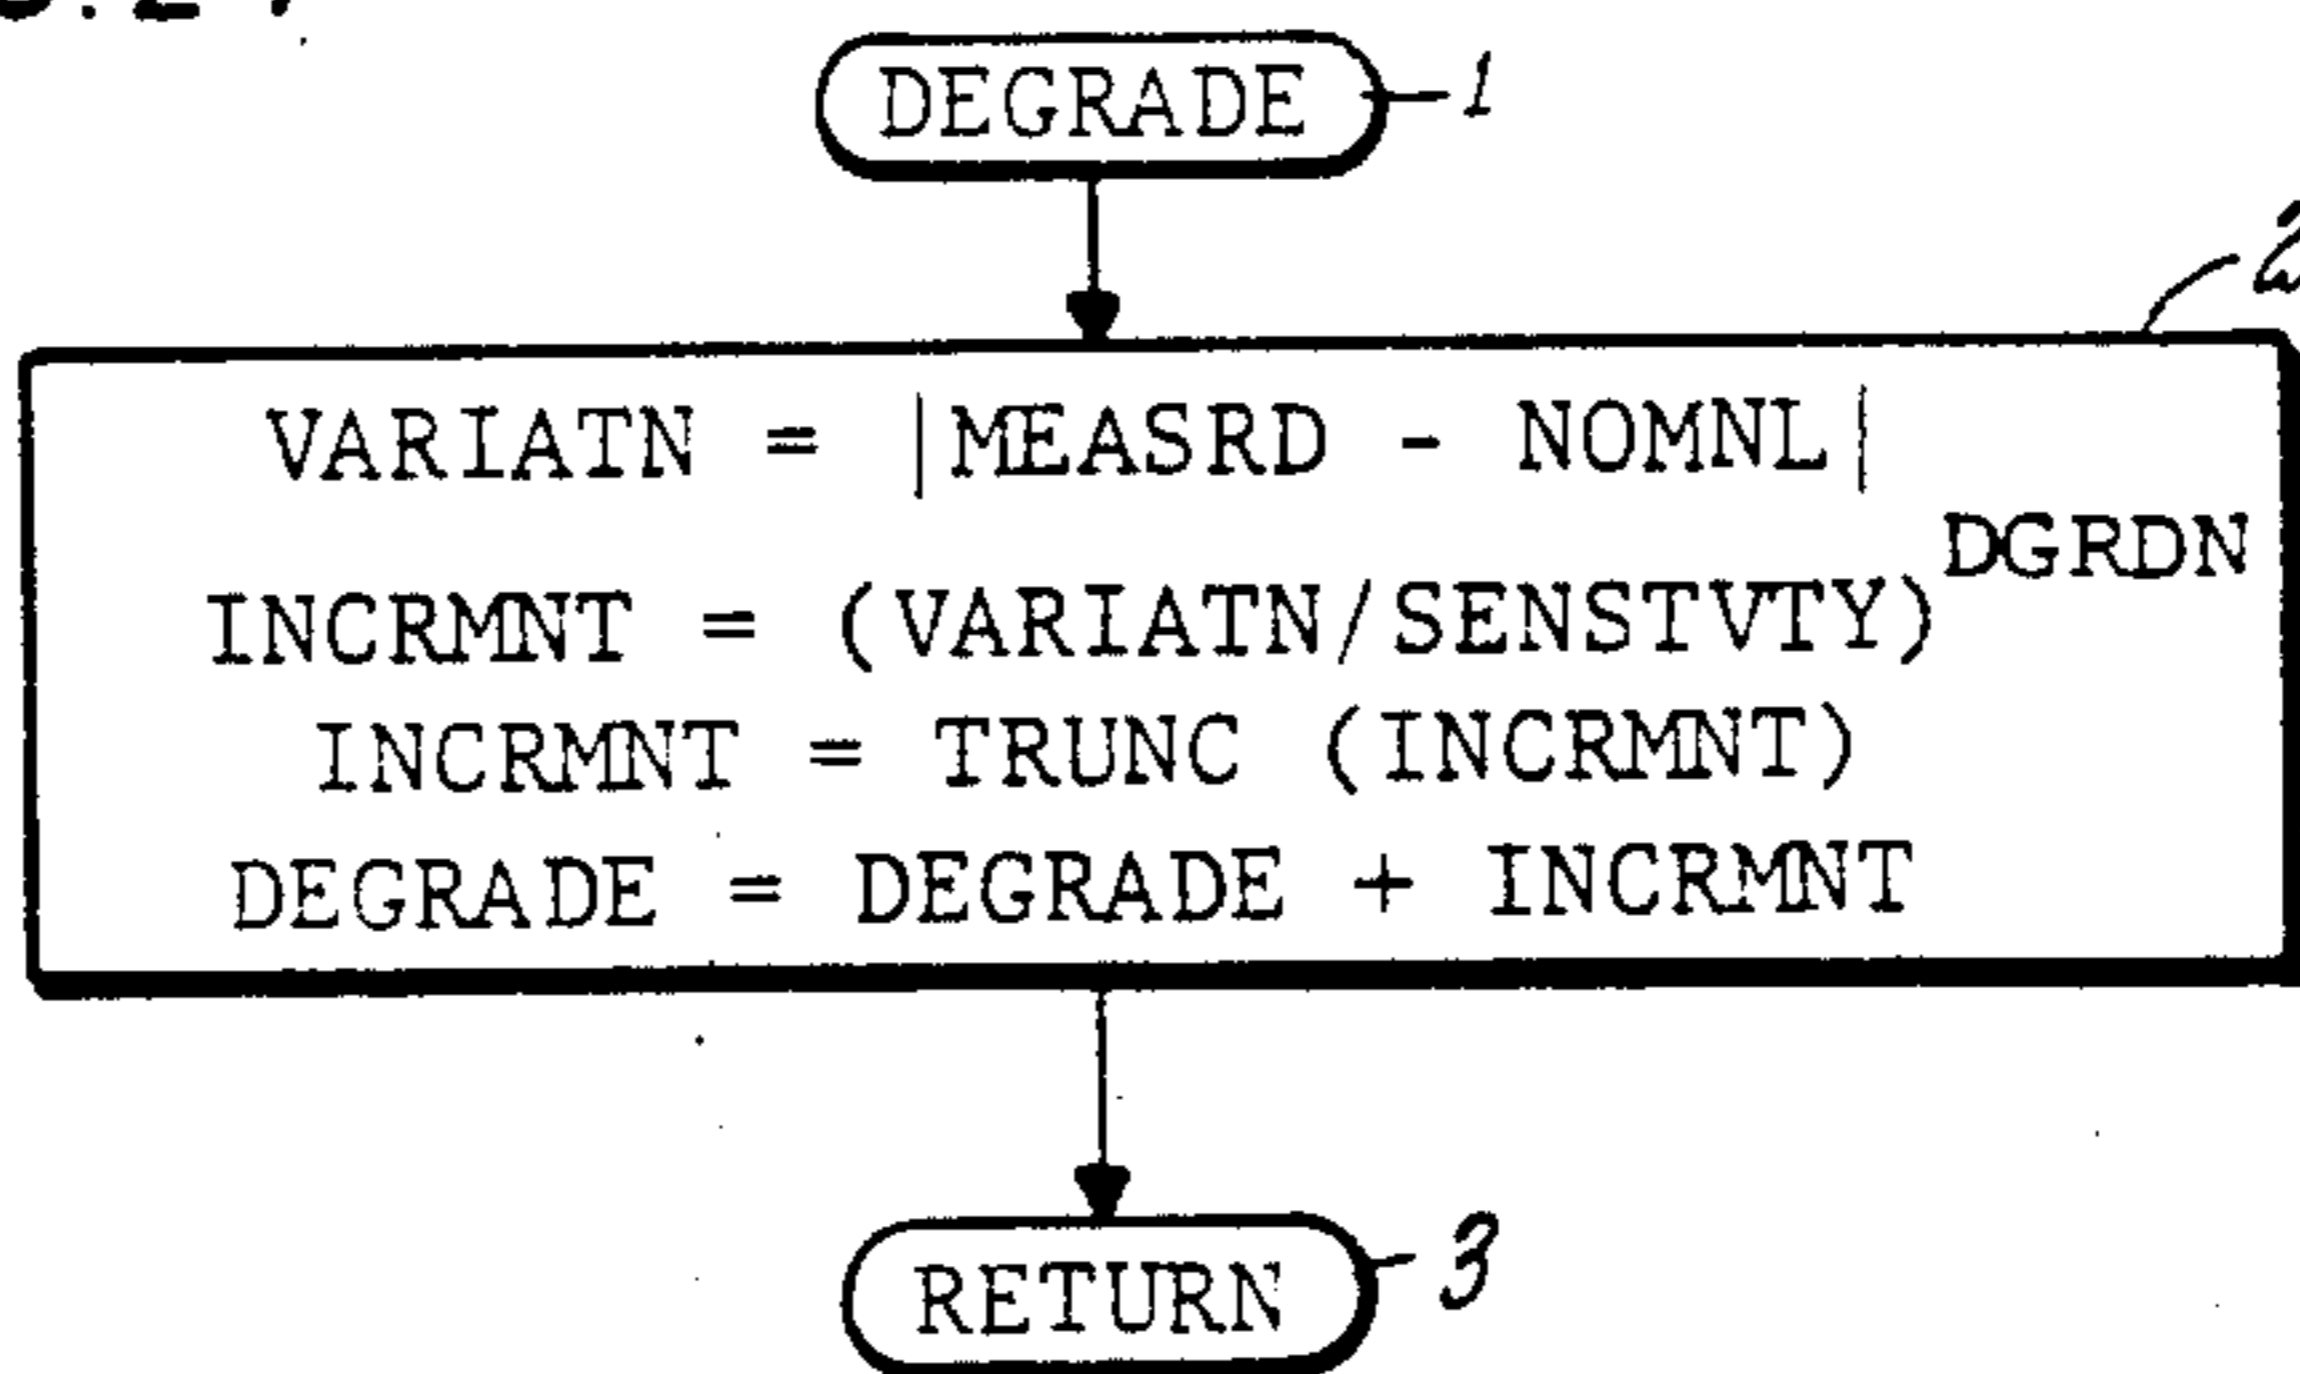 DEGRADE 1
2
VARIATN = |MEASRD - NOMNL|
INCRMNT = (VARIATN/SENSTVTY)^DGRDN
INCRMNT = TRUNC (INCRMNT)
DEGRADE = DEGRADE + INCRMNT
RETURN 3